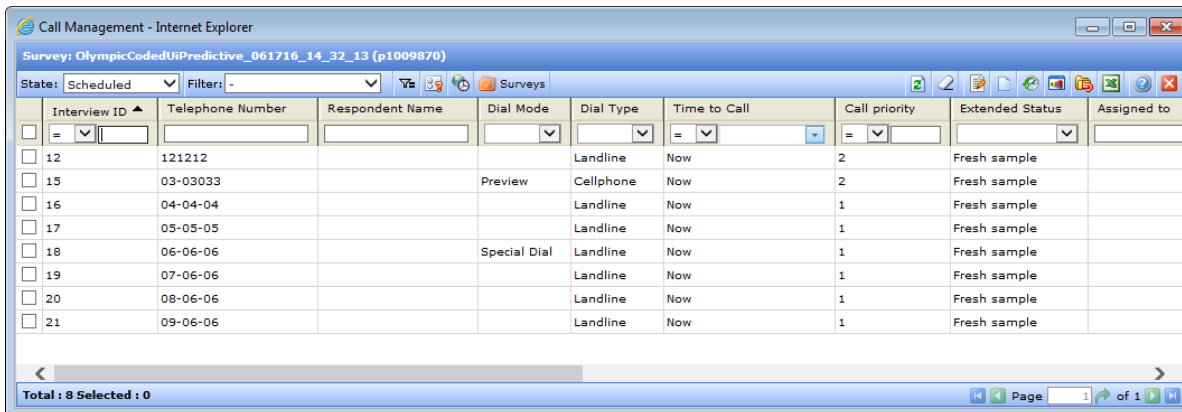 Call Management - Internet Explorer
Survey: OlympicCodedUiPredictive_061716_14_32_13 (p1009870)
State: Scheduled Filter: - Surveys
Interview ID Telephone Number Respondent Name Dial Mode Dial Type Time to Call Call priority Extended Status Assigned to
= = =
12 121212 Landline Now 2 Fresh sample
15 03-03033 Preview Cellphone Now 2 Fresh sample
16 04-04-04 Landline Now 1 Fresh sample
17 05-05-05 Landline Now 1 Fresh sample
18 06-06-06 Special Dial Landline Now 1 Fresh sample
19 07-06-06 Landline Now 1 Fresh sample
20 08-06-06 Landline Now 1 Fresh sample
21 09-06-06 Landline Now 1 Fresh sample
Total : 8 Selected : 0 Page 1 of 1